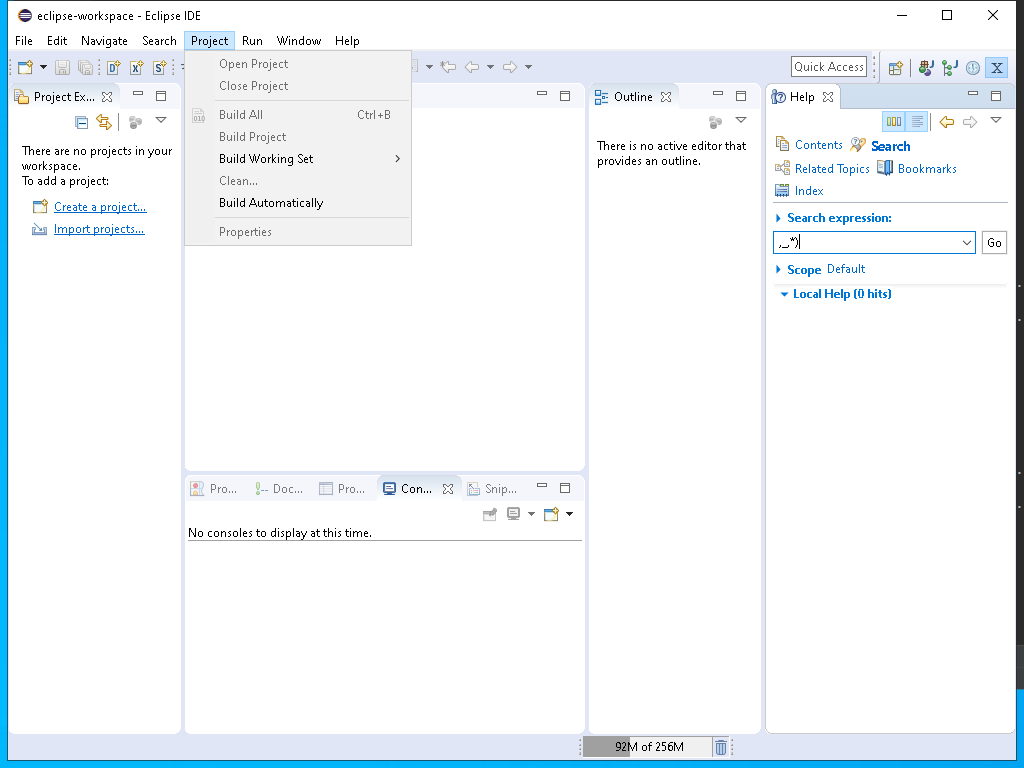 eclipse-workspace - Eclipse IDE
File Edit Navigate Search Project Run Window Help
Quick Access
Open Project
Close Project
Build All Ctrl+B
Build Project
Build Working Set
Clean...
Build Automatically
Properties
Project Ex...
There are no projects in your
workspace.
To add a project:
Create a project...
Import projects...
Outline
There is no active editor that
provides an outline.
Help
Contents Search
Related Topics Bookmarks
Index
Search expression:
,_*)
Go
Scope Default
Local Help (0 hits)
Pro... Doc... Pro... Con... Snip...
No consoles to display at this time.
92M of 256M